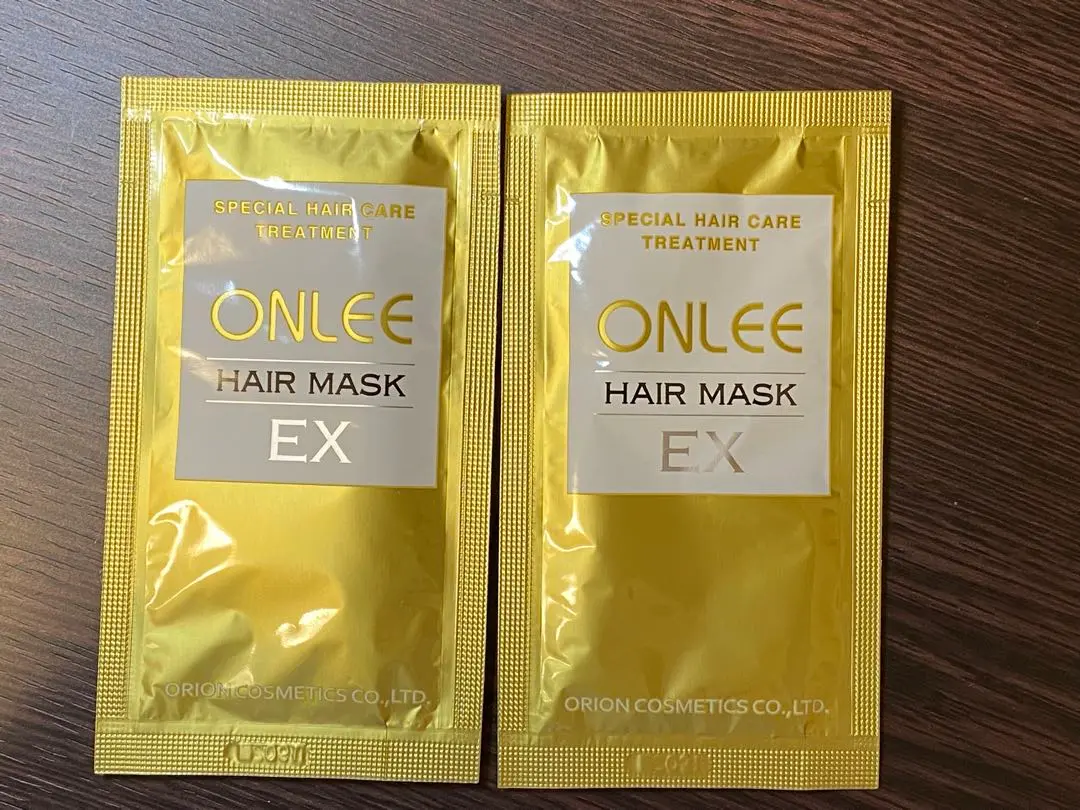 SPECIAL HAIR CARE
TREATMENT
ONLEE
HAIR MASK
EX
ORION COSMETICS CO.,LTD.
SPECIAL HAIR CARE
TREATMENT
ONLEE
HAIR MASK
EX
ORION COSMETICS CO.,LTD.